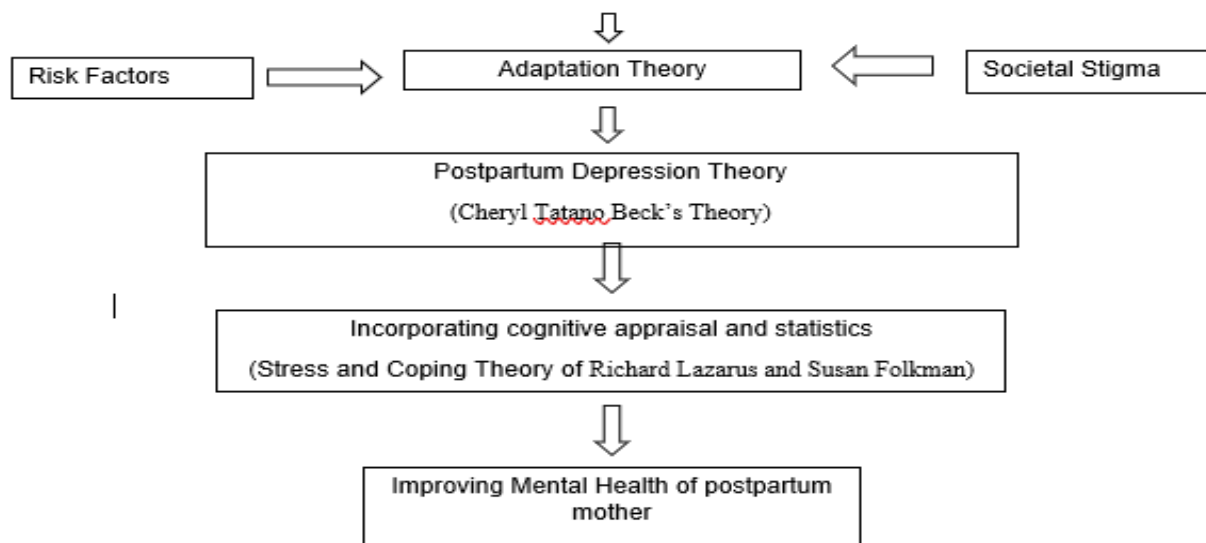 Risk Factors
Adaptation Theory
Societal Stigma
Postpartum Depression Theory
(Cheryl Tatano Beck's Theory)
Incorporating cognitive appraisal and statistics
(Stress and Coping Theory of Richard Lazarus and Susan Folkman)
Improving Mental Health of postpartum
mother